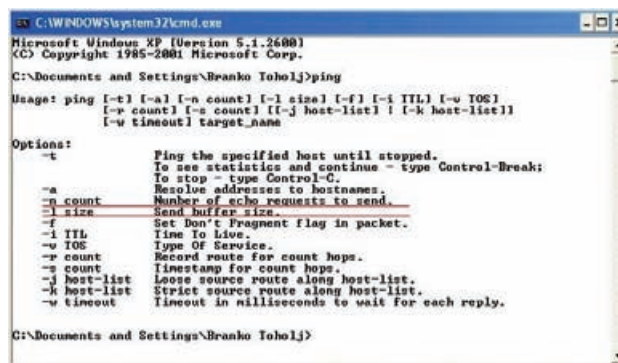 C:\WINDOWS\system32\cmd.exe
Microsoft Windows XP [Version 5.1.2600]
(C) Copyright 1985-2001 Microsoft Corp.
C:\Documents and Settings\Branko Toholj>ping
Usage: ping [-t] [-a] [-n count] [-l size] [-f] [-i TTL] [-v TOS]
[-r count] [-s count] [[-j host-list] | [-k host-list]]
[-w timeout] target_name
Options:
-t Ping the specified host until stopped.
To see statistics and continue - type Control-Break;
To stop - type Control-C.
-a Resolve addresses to hostnames.
-n count Number of echo requests to send.
-l size Send buffer size.
-f Set Don't Fragment flag in packet.
-i TTL Time To Live.
-v TOS Type Of Service.
-r count Record route for count hops.
-s count Timestamp for count hops.
-j host-list Loose source route along host-list.
-k host-list Strict source route along host-list.
-w timeout Timeout in milliseconds to wait for each reply.
C:\Documents and Settings\Branko Toholj>